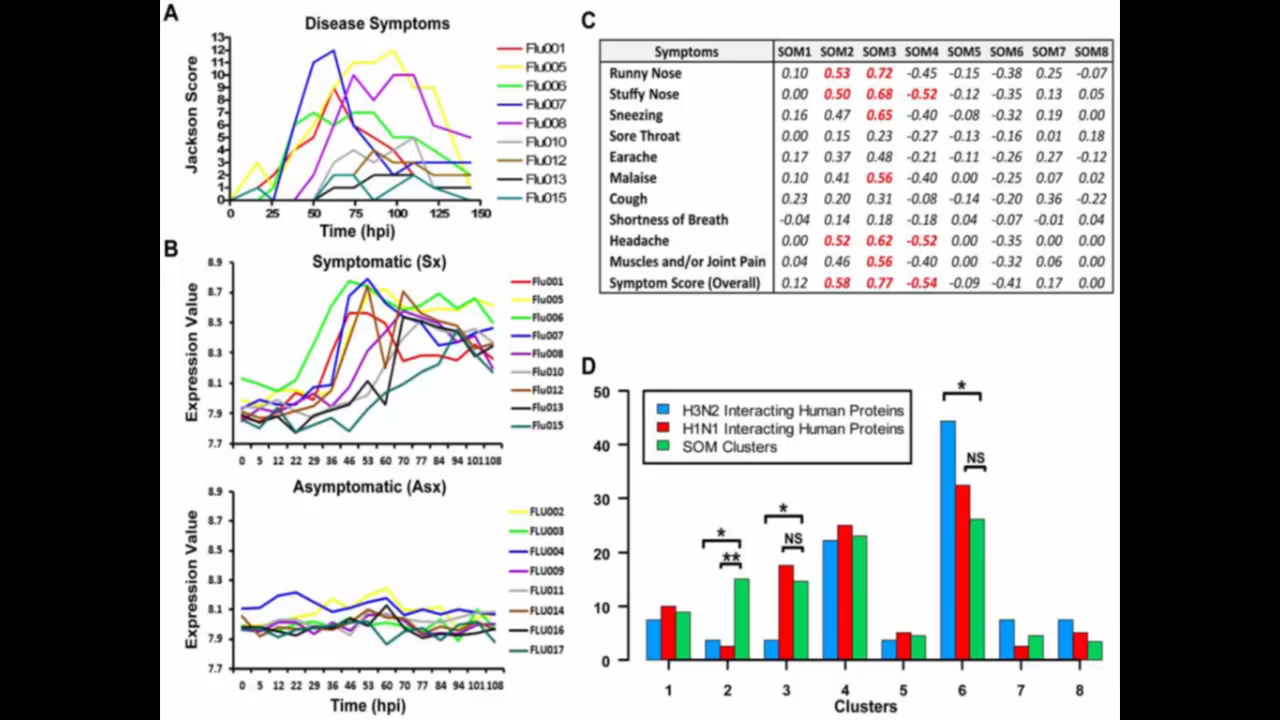 A
Disease Symptoms
Jackson Score
13
12
11
10
9
8
7
6
5
4
3
2
1
0
0 25 50 75 100 125 150
Time (hpi)
Flu001
Flu005
Flu006
Flu007
Flu008
Flu010
Flu012
Flu013
Flu015
B
Symptomatic (Sx)
Expression Value
8.9
8.7
8.5
8.3
8.1
7.9
7.7
0 5 12 22 29 36 46 53 60 70 77 84 94 101 108
Flu001
Flu005
Flu006
Flu007
Flu008
Flu010
Flu012
Flu013
Flu015
Asymptomatic (Asx)
Expression Value
8.9
8.7
8.5
8.3
8.1
7.9
7.7
0 5 12 22 29 36 46 53 60 70 77 84 94 101 108
Time (hpi)
FLU002
FLU003
FLU004
FLU009
FLU011
FLU014
FLU016
FLU017
C
Symptoms SOM1 SOM2 SOM3 SOM4 SOM5 SOM6 SOM7 SOM8
Runny Nose 0.10 0.53 0.72 -0.45 -0.15 -0.38 0.25 -0.07
Stuffy Nose 0.00 0.50 0.68 -0.52 -0.12 -0.35 0.13 0.05
Sneezing 0.16 0.47 0.65 -0.40 -0.08 -0.32 0.19 0.00
Sore Throat 0.00 0.15 0.23 -0.27 -0.13 -0.16 0.01 0.18
Earache 0.17 0.37 0.48 -0.21 -0.11 -0.26 0.27 -0.12
Malaise 0.10 0.41 0.56 -0.40 0.00 -0.25 0.07 0.02
Cough 0.23 0.20 0.31 -0.08 -0.14 -0.20 0.36 -0.22
Shortness of Breath -0.04 0.14 0.18 -0.18 0.04 -0.07 -0.01 0.04
Headache 0.00 0.52 0.62 -0.52 0.00 -0.35 0.00 0.00
Muscles and/or Joint Pain 0.04 0.46 0.56 -0.40 0.00 -0.32 0.06 0.00
Symptom Score (Overall) 0.12 0.58 0.77 -0.54 -0.09 -0.41 0.17 0.00
D
50
40
30
20
10
0
H3N2 Interacting Human Proteins
H1N1 Interacting Human Proteins
SOM Clusters
*
**
*
NS
*
NS
1 2 3 4 5 6 7 8
Clusters